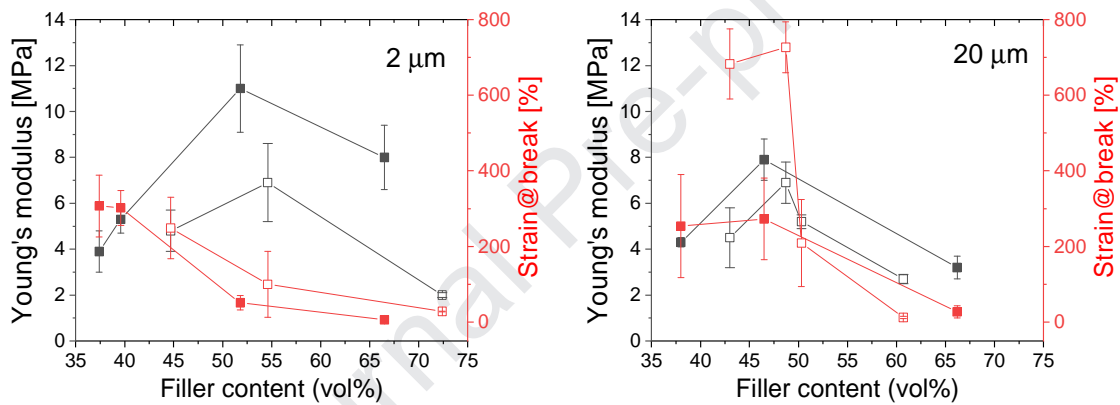 14
12
10
8
6
4
2
0
Young's modulus [MPa]
2 μm
800
600
400
200
0
Strain@break [%]
35 40 45 50 55 60 65 70 75
Filler content (vol%)
14
12
10
8
6
4
2
0
Young's modulus [MPa]
20 μm
800
600
400
200
0
Strain@break [%]
35 40 45 50 55 60 65 70 75
Filler content (vol%)
rnal Pre-p